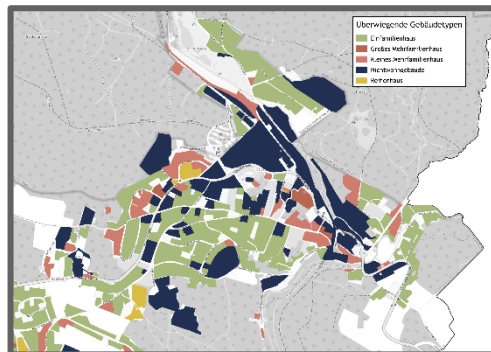 Überwiegende Gebäudetypen
Einfamilienhaus
Großes Mehrfamilienhaus
Kleines Mehrfamilienhaus
Nichtwohngebäude
Reihenhaus